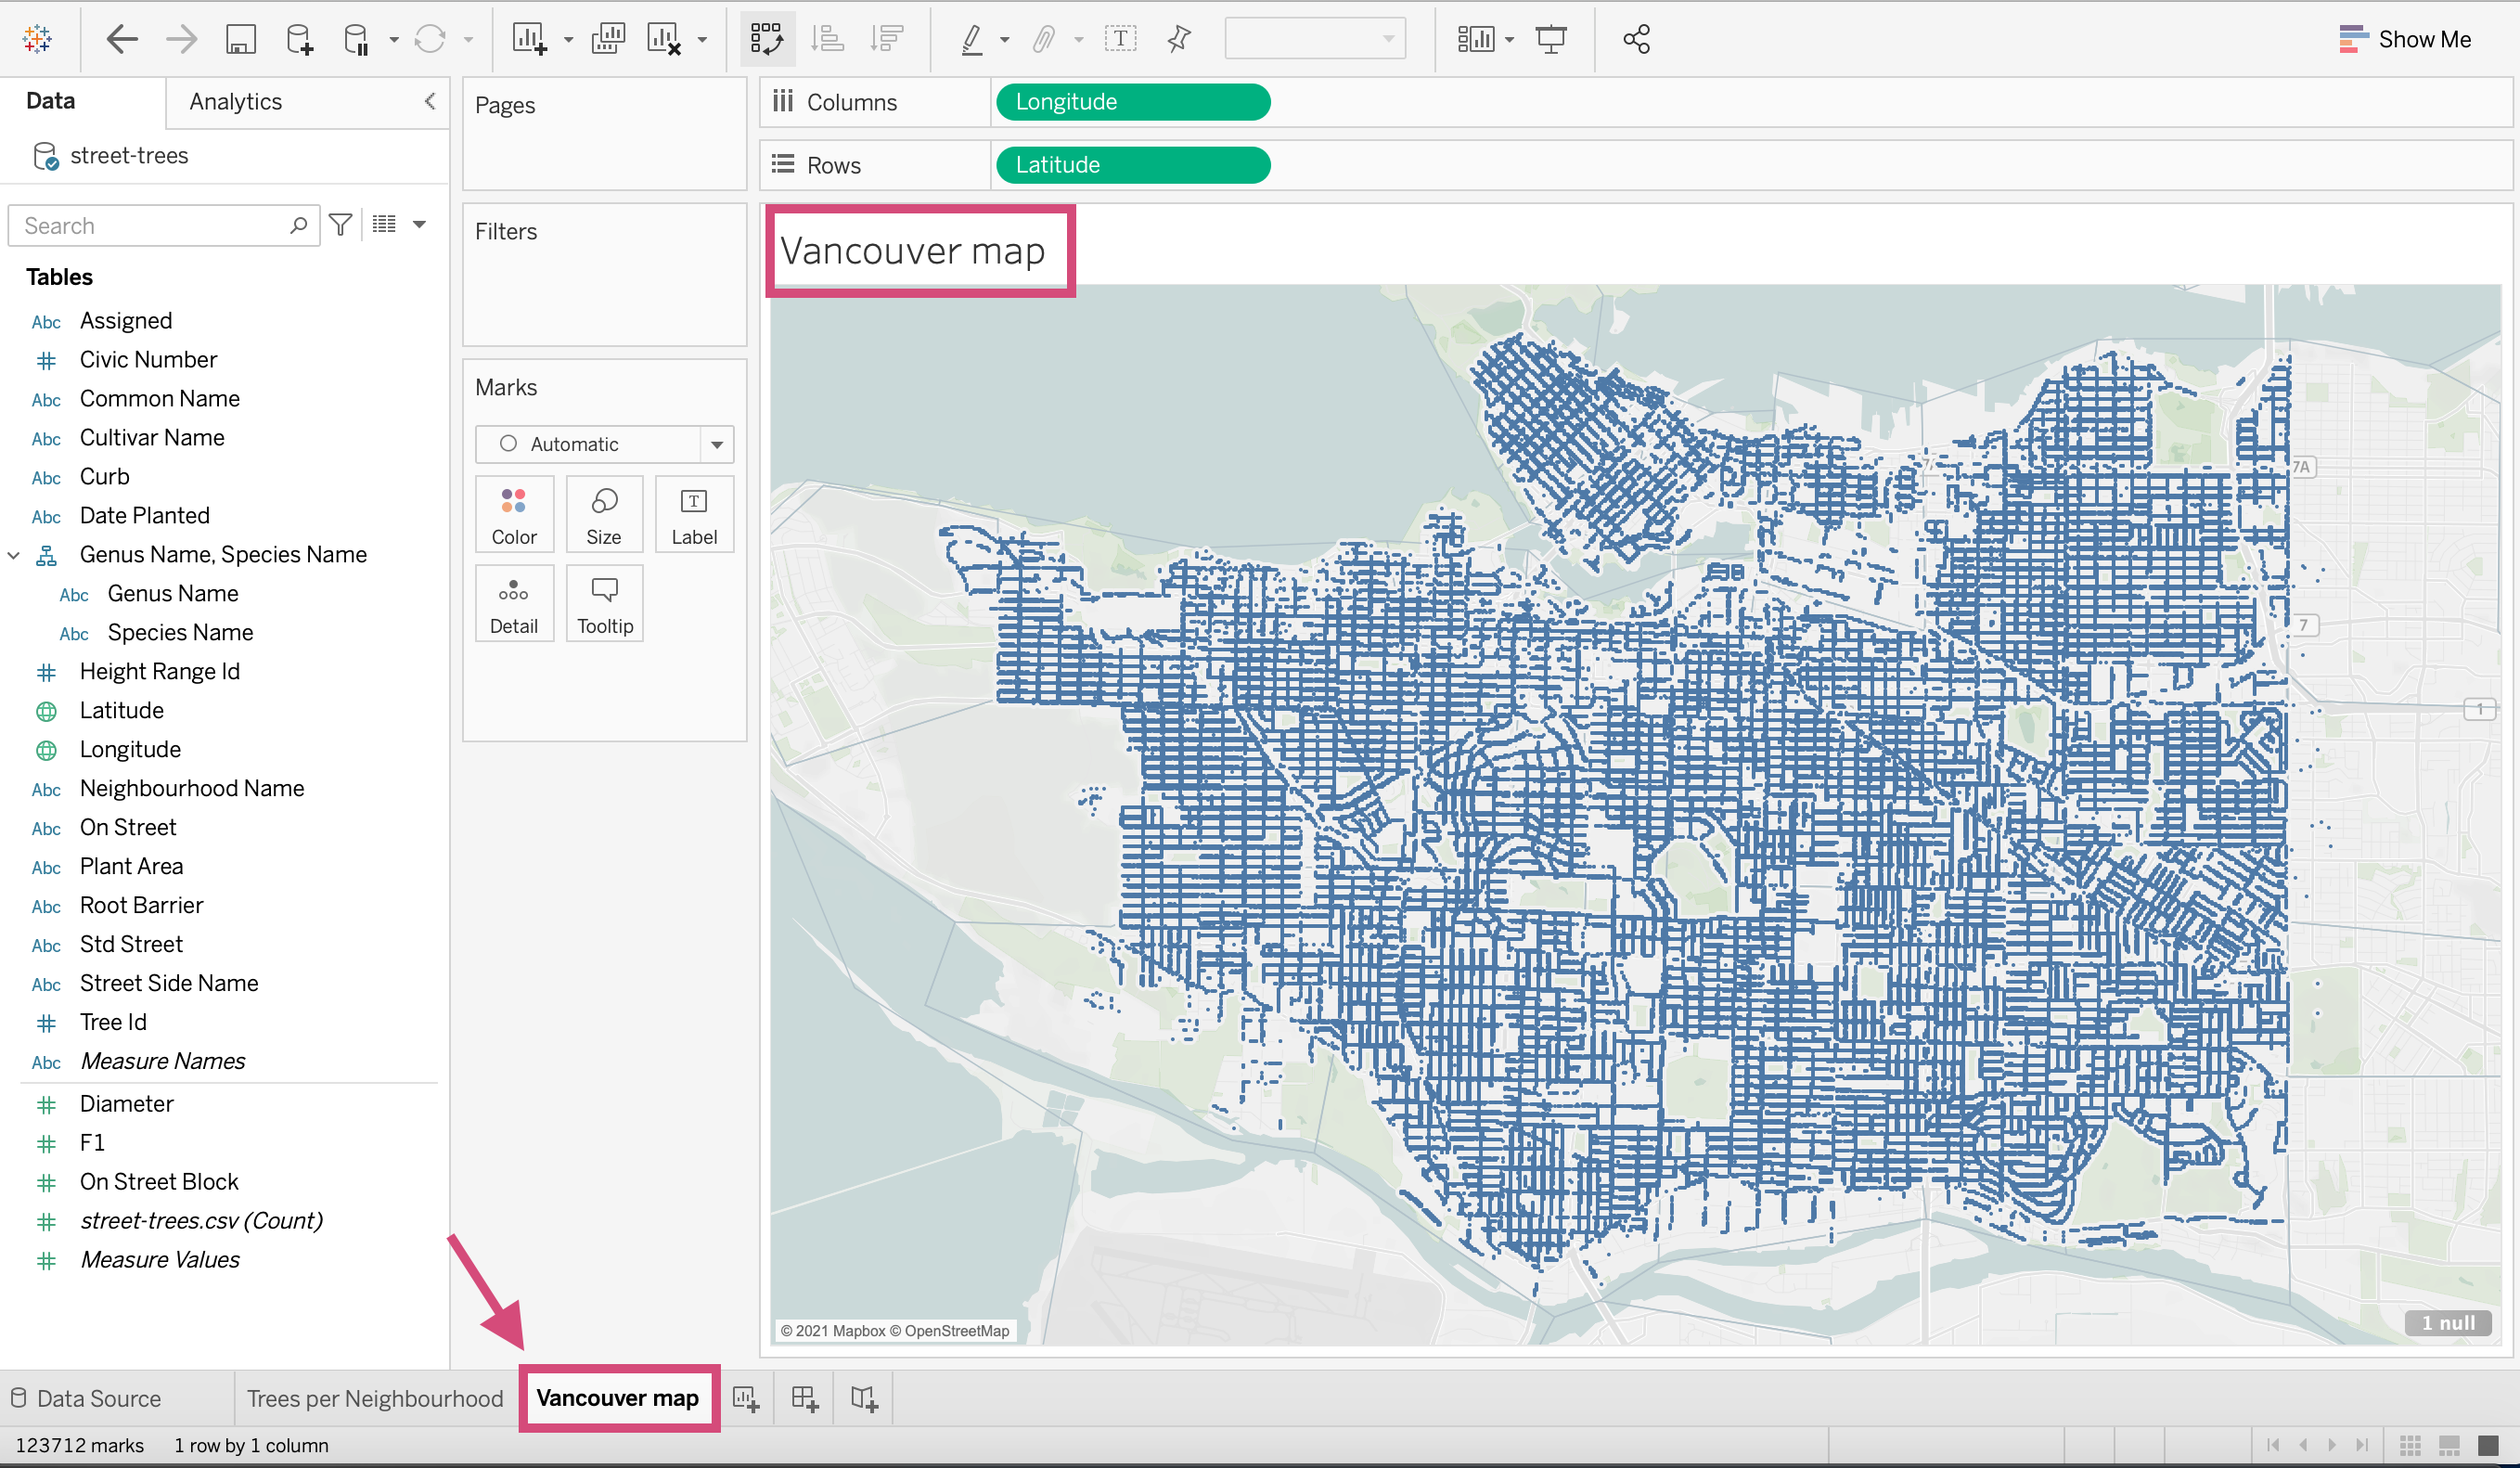 Show Me
Data
Analytics
street-trees
Search
Tables
Abc Assigned
Civic Number
Abc Common Name
Abc Cultivar Name
Abc Curb
Abc Date Planted
Genus Name, Species Name
Abc Genus Name
Abc Species Name
Height Range Id
Latitude
Longitude
Abc Neighbourhood Name
Abc On Street
Abc Plant Area
Abc Root Barrier
Abc Std Street
Abc Street Side Name
Tree Id
Abc Measure Names
Diameter
F1
On Street Block
street-trees.csv (Count)
Measure Values
Pages
Filters
Marks
Automatic
Color
Size
T
Label
Detail
Tooltip
Columns
Longitude
Rows
Latitude
Vancouver map
7A
7
1
© 2021 Mapbox © OpenStreetMap
1 null
Data Source
Trees per Neighbourhood
Vancouver map
123712 marks
1 row by 1 column